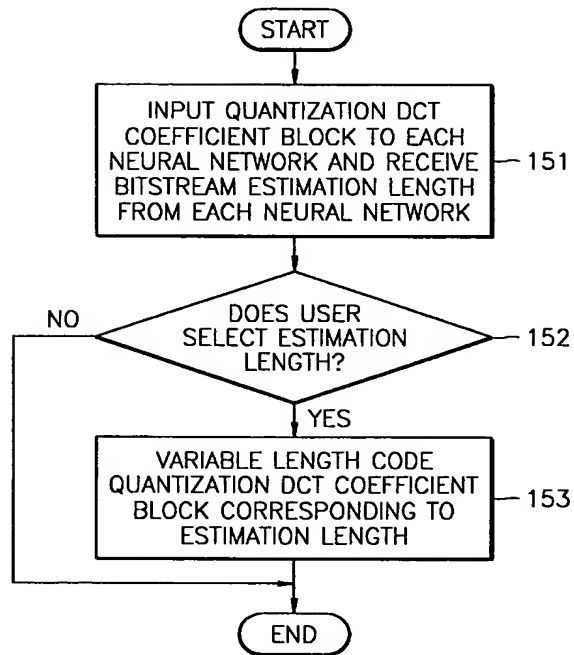 START
INPUT QUANTIZATION DCT
COEFFICIENT BLOCK TO EACH
NEURAL NETWORK AND RECEIVE
BITSTREAM ESTIMATION LENGTH
FROM EACH NEURAL NETWORK
151
DOES USER
SELECT ESTIMATION
LENGTH?
152
NO
YES
VARIABLE LENGTH CODE
QUANTIZATION DCT COEFFICIENT
BLOCK CORRESPONDING TO
ESTIMATION LENGTH
153
END